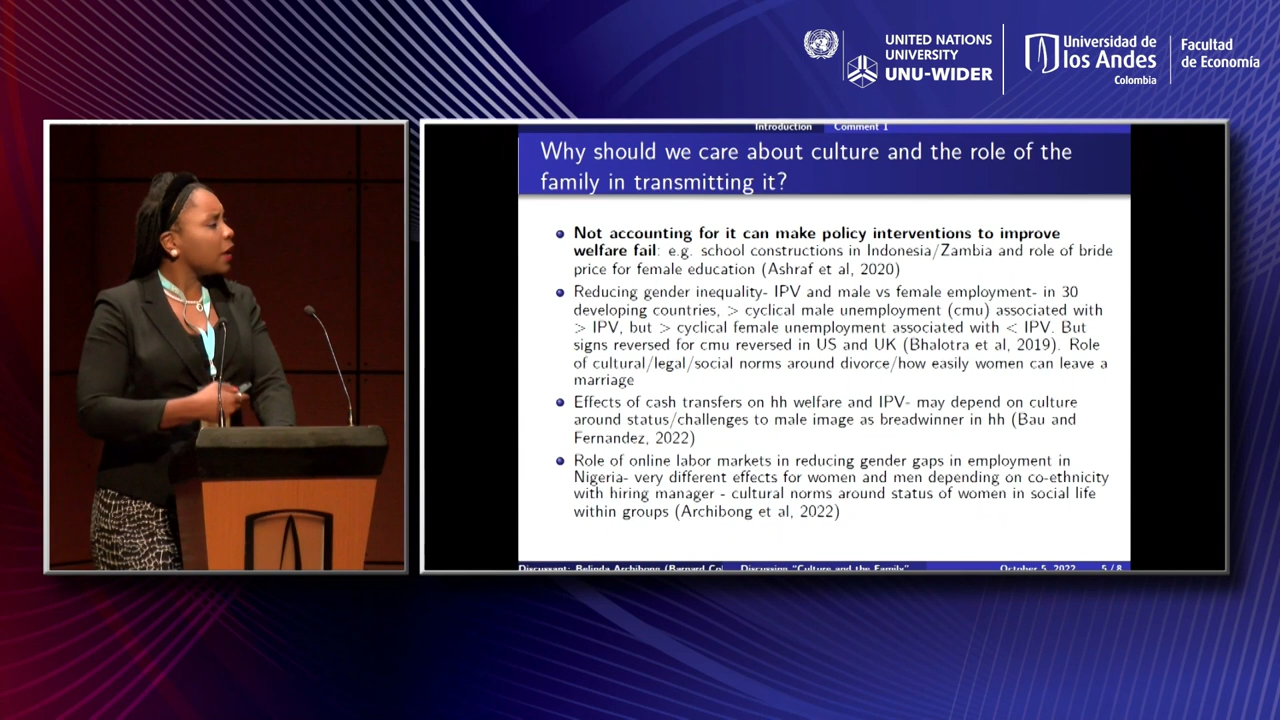 UNITED NATIONS
UNIVERSITY
UNU-WIDER
Universidad de
los Andes
Colombia
Facultad
de Economía
Introduction Comment 1
Why should we care about culture and the role of the
family in transmitting it?
Not accounting for it can make policy interventions to improve
welfare fail: e.g. school constructions in Indonesia/Zambia and role of bride
price for female education (Ashraf et al, 2020)
Reducing gender inequality- IPV and male vs female employment- in 30
developing countries, > cyclical male unemployment (cmu) associated with
> IPV, but > cyclical female unemployment associated with < IPV. But
signs reversed for cmu reversed in US and UK (Bhalotra et al, 2019). Role
of cultural/legal/social norms around divorce/how easily women can leave a
marriage
Effects of cash transfers on hh welfare and IPV- may depend on culture
around status/challenges to male image as breadwinner in hh (Bau and
Fernandez, 2022)
Role of online labor markets in reducing gender gaps in employment in
Nigeria- very different effects for women and men depending on co-ethnicity
with hiring manager - cultural norms around status of women in social life
within groups (Archibong et al, 2022)
Discussant: Belinda Archibong (Barnard Col Discussing "Culture and the Family" October 5, 2022 5 / 8